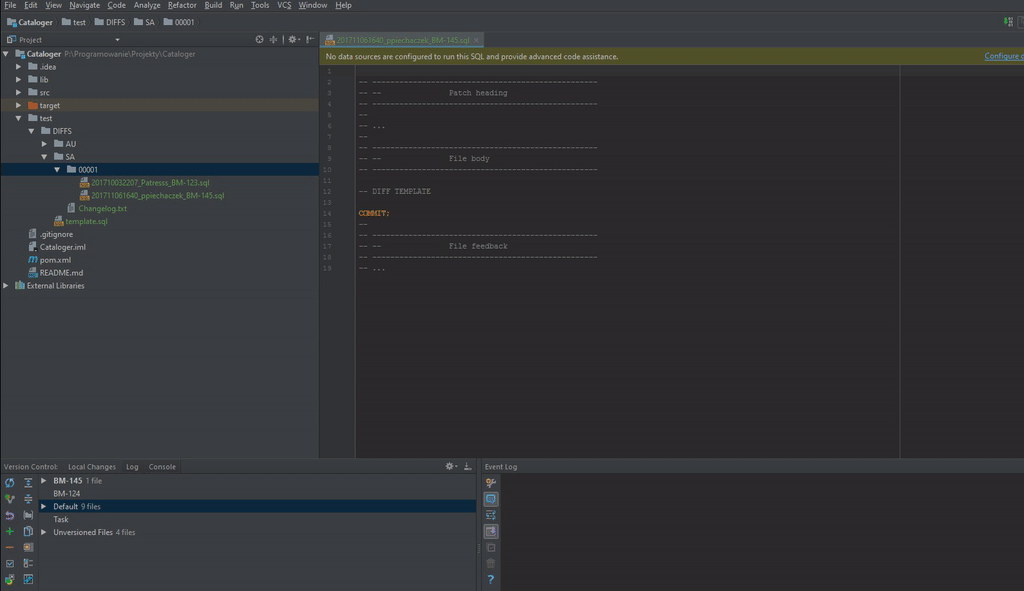 File Edit View Navigate Code Analyze Refactor Build Run Tools VCS Window Help
Cataloger test DIFFS SA 00001
Project
201711061640_ppiechaczek_BM-145.sql
Cataloger P:\Programowanie\Projekty\Cataloger
.idea
lib
src
target
test
DIFFS
AU
SA
00001
201710032207_Patresss_BM-123.sql
201711061640_ppiechaczek_BM-145.sql
Changelog.txt
template.sql
.gitignore
Cataloger.iml
pom.xml
README.md
External Libraries
No data sources are configured to run this SQL and provide advanced code assistance. Configure
1
2 -- --------------------------------------------------
3 -- -- Patch heading
4 -- --------------------------------------------------
5 --
6 -- ...
7 --
8 -- --------------------------------------------------
9 -- -- File body
10 -- --------------------------------------------------
11
12 -- DIFF TEMPLATE
13
14 COMMIT;
15 --
16 -- --------------------------------------------------
17 -- -- File feedback
18 -- --------------------------------------------------
19 -- ...
Version Control: Local Changes Log Console
BM-145 1 file
BM-124
Default 9 files
Task
Unversioned Files 4 files
Event Log